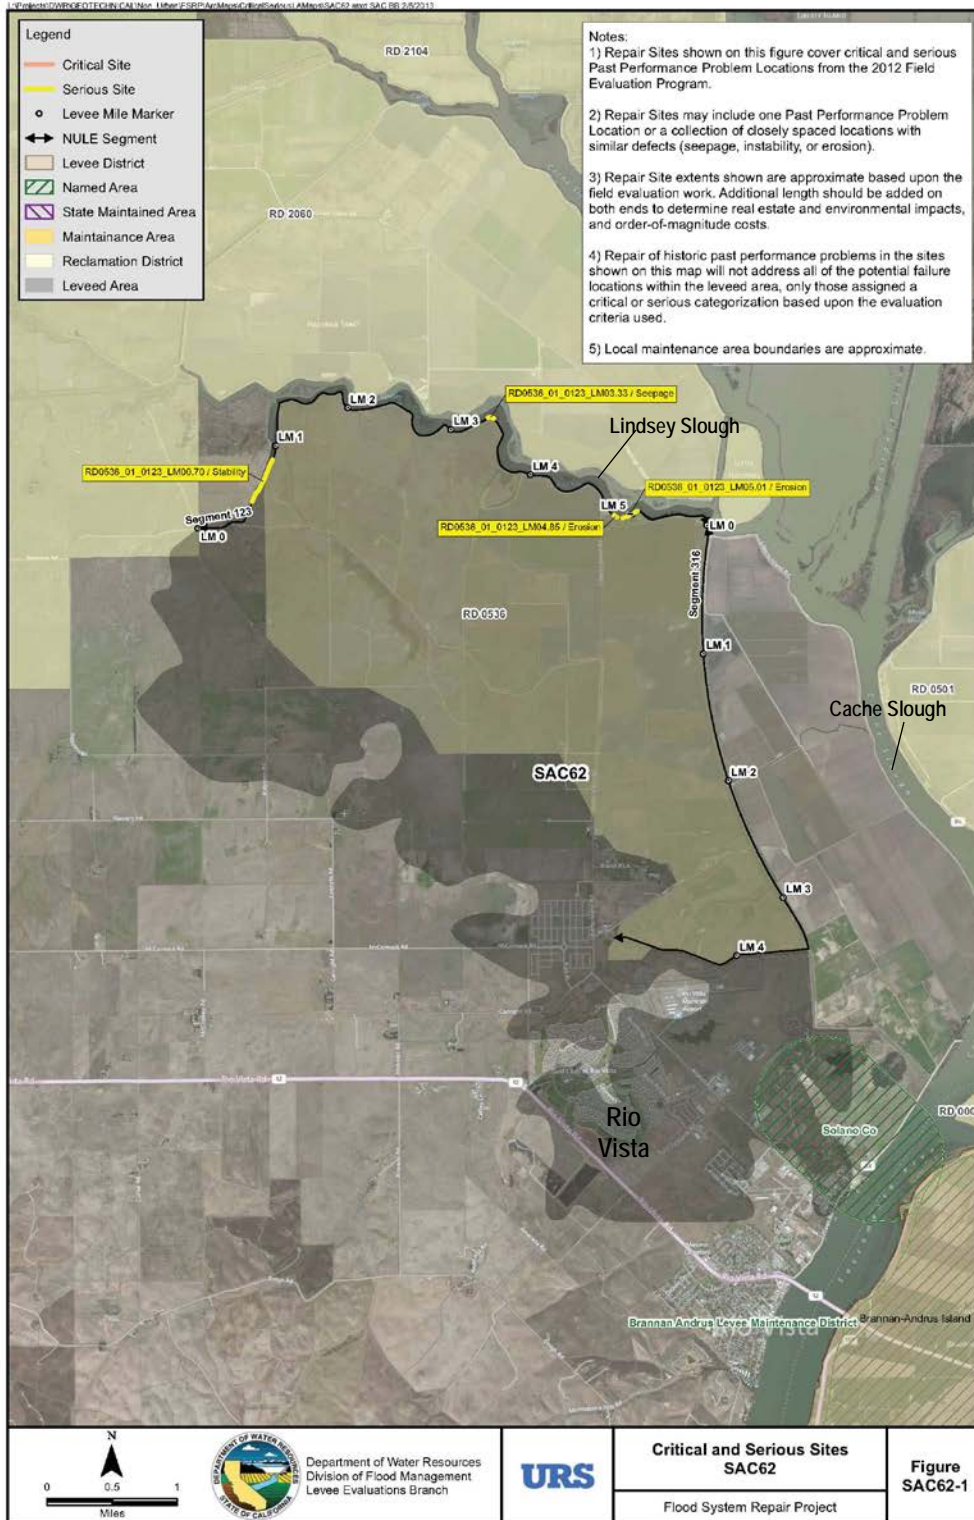 Legend
Critical Site
Serious Site
Levee Mile Marker
NULE Segment
Levee District
Named Area
State Maintained Area
Maintainance Area
Reclamation District
Leveed Area
Notes:
1) Repair Sites shown on this figure cover critical and serious
Past Performance Problem Locations from the 2012 Field
Evaluation Program.
2) Repair Sites may include one Past Performance Problem
Location or a collection of closely spaced locations with
similar defects (seepage, instability, or erosion).
3) Repair Site extents shown are approximate based upon the
field evaluation work. Additional length should be added on
both ends to determine real estate and environmental impacts,
and order-of-magnitude costs.
4) Repair of historic past performance problems in the sites
shown on this map will not address all of the potential failure
locations within the leveed area, only those assigned a
critical or serious categorization based upon the evaluation
criteria used.
5) Local maintenance area boundaries are approximate.
RD 2104
RD 2060
RD0536_01_0123_LM03.33 / Seepage
LM 2
LM 3
Lindsey Slough
LM 1
RD0536_01_0123_LM00.70 / Stability
LM 4
RD0536_01_0123_LM05.01 / Erosion
LM 5
Segment 123
RD0536_01_0123_LM04.85 / Erosion
LM 0
LM 0
Segment 316
RD 0536
LM 1
RD 0501
Cache Slough
SAC62
LM 2
LM 3
LM 4
Rio
Vista
Solano Co
Brannan Andrus Levee Maintenance District
Brannan-Andrus Island
N
0 0.5 1
Miles
DEPARTMENT OF WATER RESOURCES
STATE OF CALIFORNIA
Department of Water Resources
Division of Flood Management
Levee Evaluations Branch
URS
Critical and Serious Sites
SAC62
Flood System Repair Project
Figure
SAC62-1